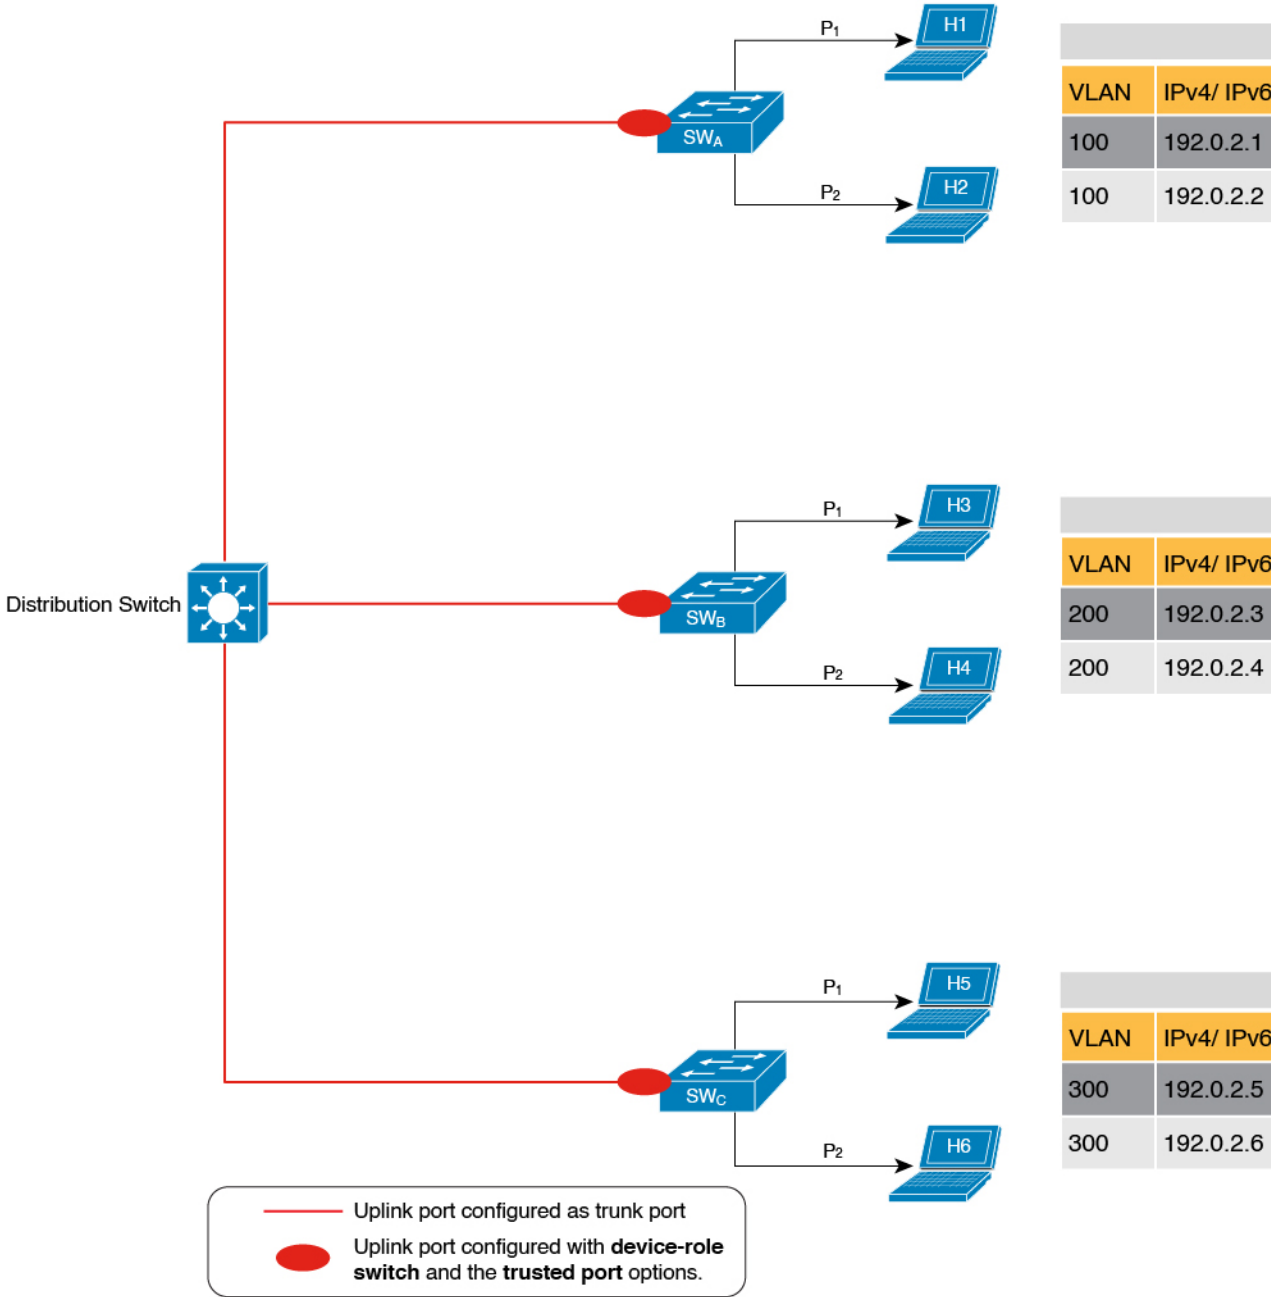 P1
H1
SWA
P2
H2
VLAN IPv4/ IPv6
100 192.0.2.1
100 192.0.2.2
P1
H3
Distribution Switch
SWB
P2
H4
VLAN IPv4/ IPv6
200 192.0.2.3
200 192.0.2.4
P1
H5
SWC
P2
H6
VLAN IPv4/ IPv6
300 192.0.2.5
300 192.0.2.6
Uplink port configured as trunk port
Uplink port configured with device-role
switch and the trusted port options.